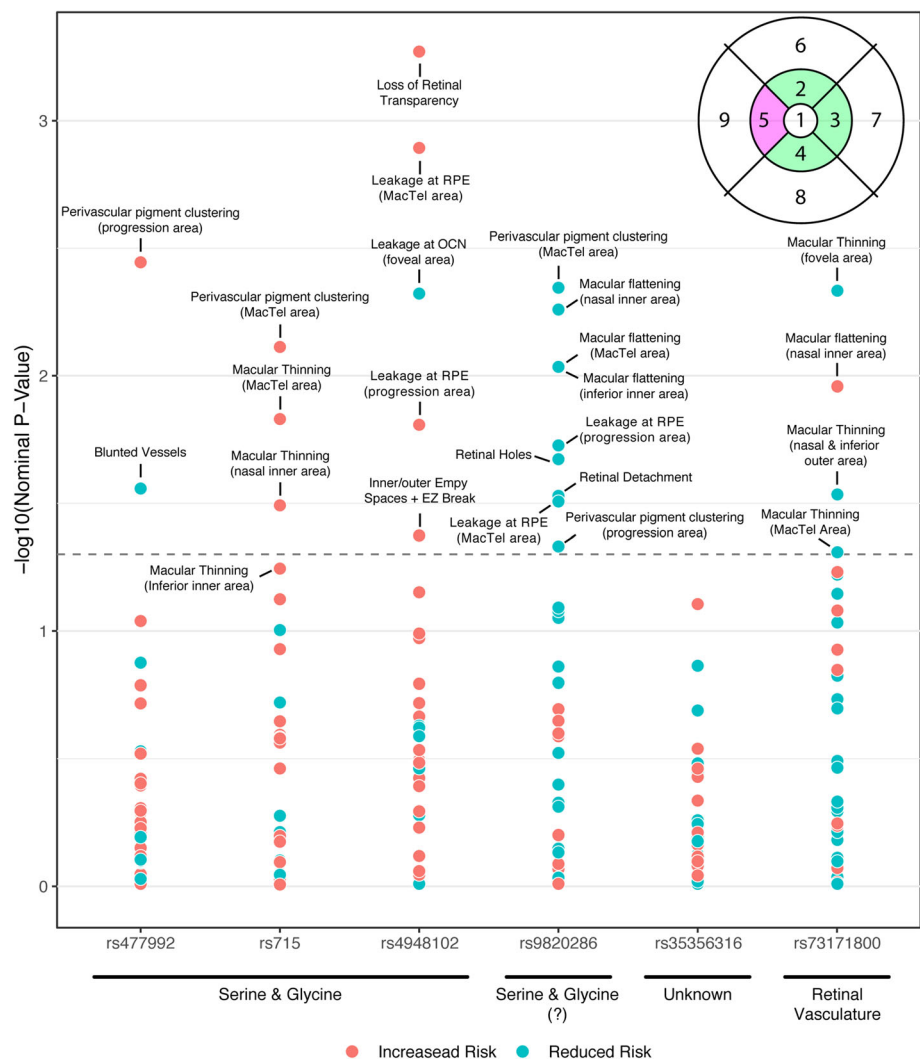 −log10(Nominal P−Value)
3
2
1
0
6
2
9
5
1
3
7
4
8
Loss of Retinal
Transparency
Leakage at RPE
(MacTel area)
Perivascular pigment clustering
(progression area)
Leakage at OCN
(foveal area)
Perivascular pigment clustering
(MacTel area)
Macular Thinning
(fovela area)
Macular flattening
(nasal inner area)
Perivascular pigment clustering
(MacTel area)
Macular flattening
(MacTel area)
Macular flattening
(nasal inner area)
Macular Thinning
(MacTel area)
Leakage at RPE
(progression area)
Macular flattening
(inferior inner area)
Leakage at RPE
(progression area)
Macular Thinning
(nasal & inferior
outer area)
Blunted Vessels
Macular Thinning
(nasal inner area)
Retinal Holes
Retinal Detachment
Inner/outer Empy
Spaces + EZ Break
Leakage at RPE
(MacTel area)
Perivascular pigment clustering
(progression area)
Macular Thinning
(MacTel Area)
Macular Thinning
(Inferior inner area)
rs477992
rs715
rs4948102
rs9820286
rs35356316
rs73171800
Serine & Glycine
Serine & Glycine
(?)
Unknown
Retinal
Vasculature
Increasead Risk
Reduced Risk